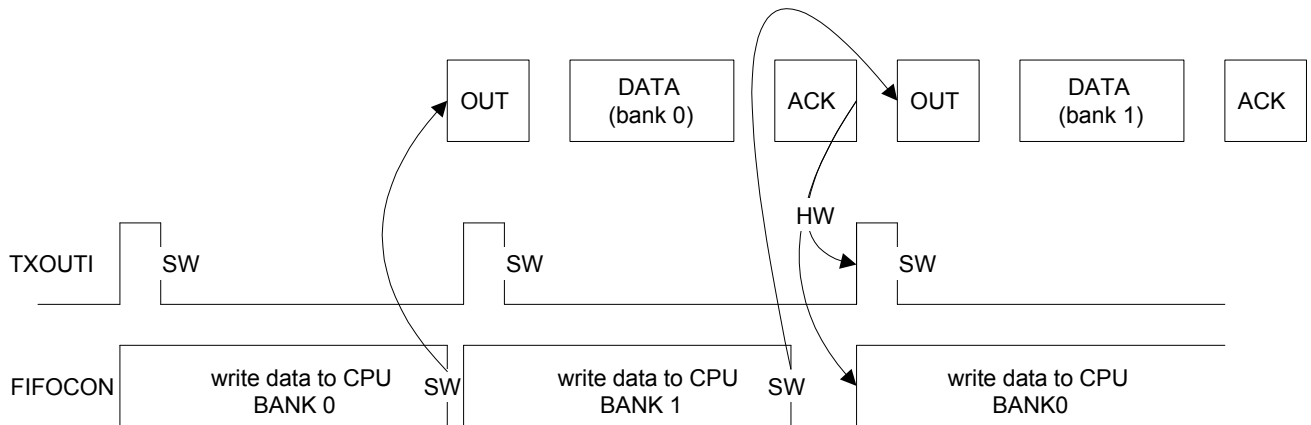 OUT
DATA
(bank 0)
ACK
OUT
DATA
(bank 1)
ACK
HW
TXOUTI
SW
SW
SW
FIFOCON
write data to CPU
BANK 0
SW
write data to CPU
BANK 1
SW
write data to CPU
BANK0